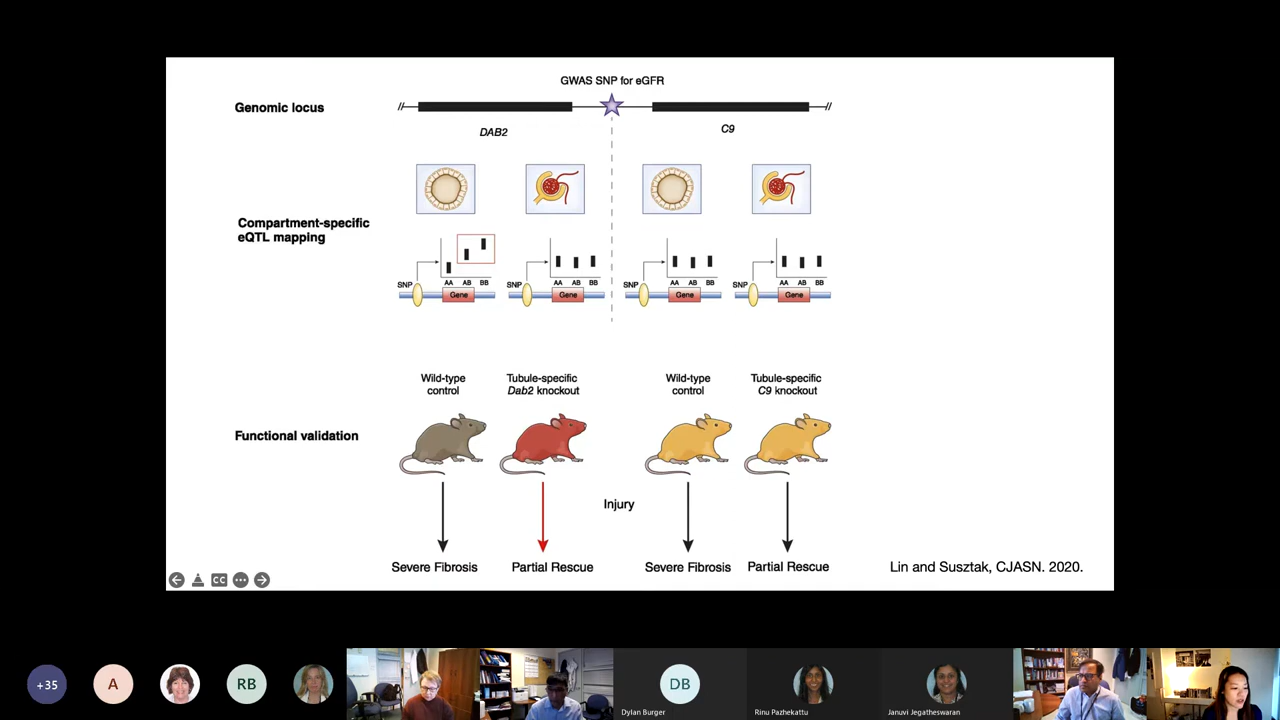 GWAS SNP for eGFR
Genomic locus
DAB2
C9
Compartment-specific
eQTL mapping
SNP
AA AB BB
Gene
SNP
AA AB BB
Gene
SNP
AA AB BB
Gene
SNP
AA AB BB
Gene
Wild-type
control
Tubule-specific
Dab2 knockout
Wild-type
control
Tubule-specific
C9 knockout
Functional validation
Injury
Severe Fibrosis
Partial Rescue
Severe Fibrosis
Partial Rescue
Lin and Susztak, CJASN. 2020.
CC
+35
A
RB
DB
Dylan Burger
Rinu Pazhekattu
Januvi Jegatheswaran